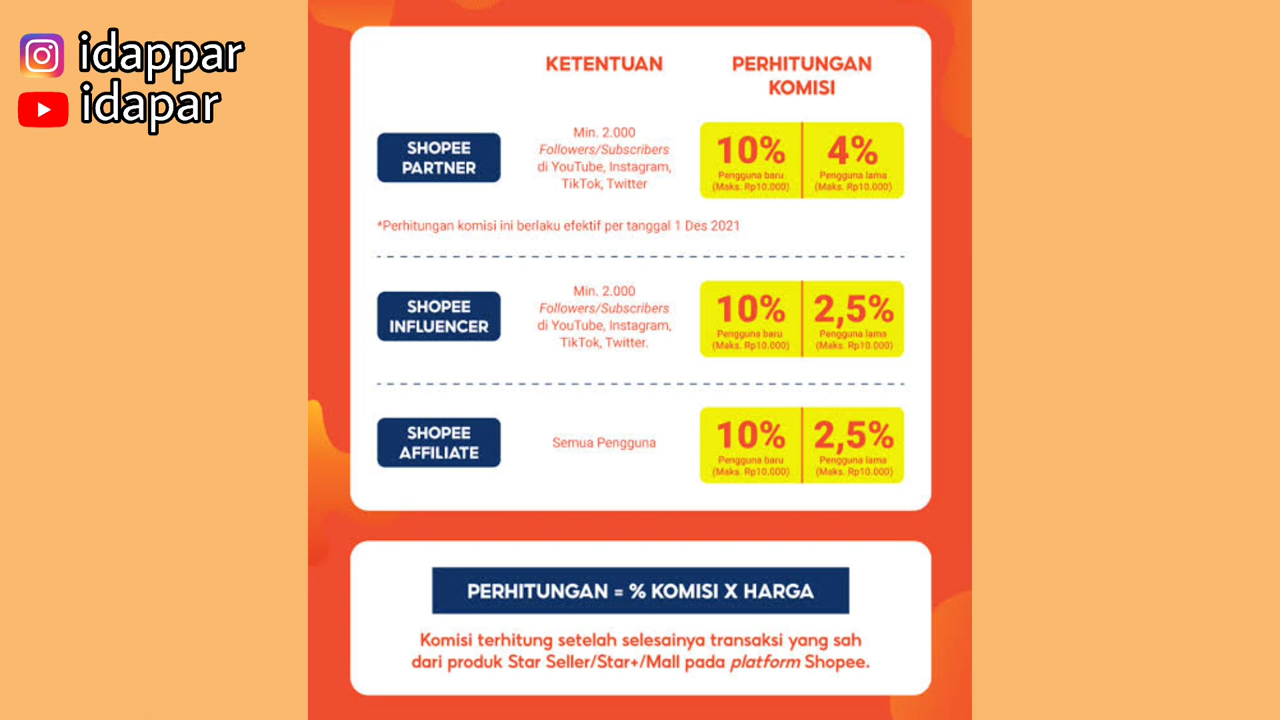 idappar
idapar
KETENTUAN
PERHITUNGAN
KOMISI
SHOPEE
PARTNER
Min. 2.000
Followers/Subscribers
di YouTube, Instagram,
TikTok, Twitter
10%
Pengguna baru
(Maks. Rp10.000)
4%
Pengguna lama
(Maks. Rp10.000)
*Perhitungan komisi ini berlaku efektif per tanggal 1 Des 2021
SHOPEE
INFLUENCER
Min. 2.000
Followers/Subscribers
di YouTube, Instagram,
TikTok, Twitter.
10%
Pengguna baru
(Maks. Rp10.000)
2,5%
Pengguna lama
(Maks. Rp10.000)
SHOPEE
AFFILIATE
Semua Pengguna
10%
Pengguna baru
(Maks. Rp10.000)
2,5%
Pengguna lama
(Maks. Rp10.000)
PERHITUNGAN = % KOMISI X HARGA
Komisi terhitung setelah selesainya transaksi yang sah
dari produk Star Seller/Star+/Mall pada platform Shopee.